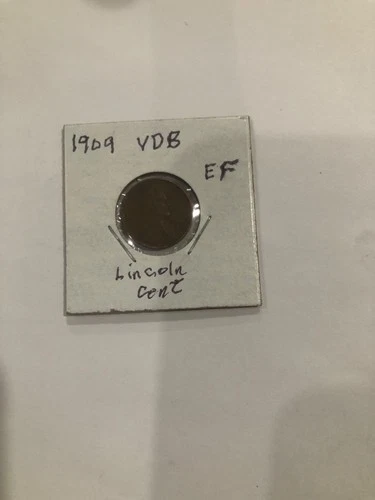 1909 VDB
EF
Lincoln
Cent